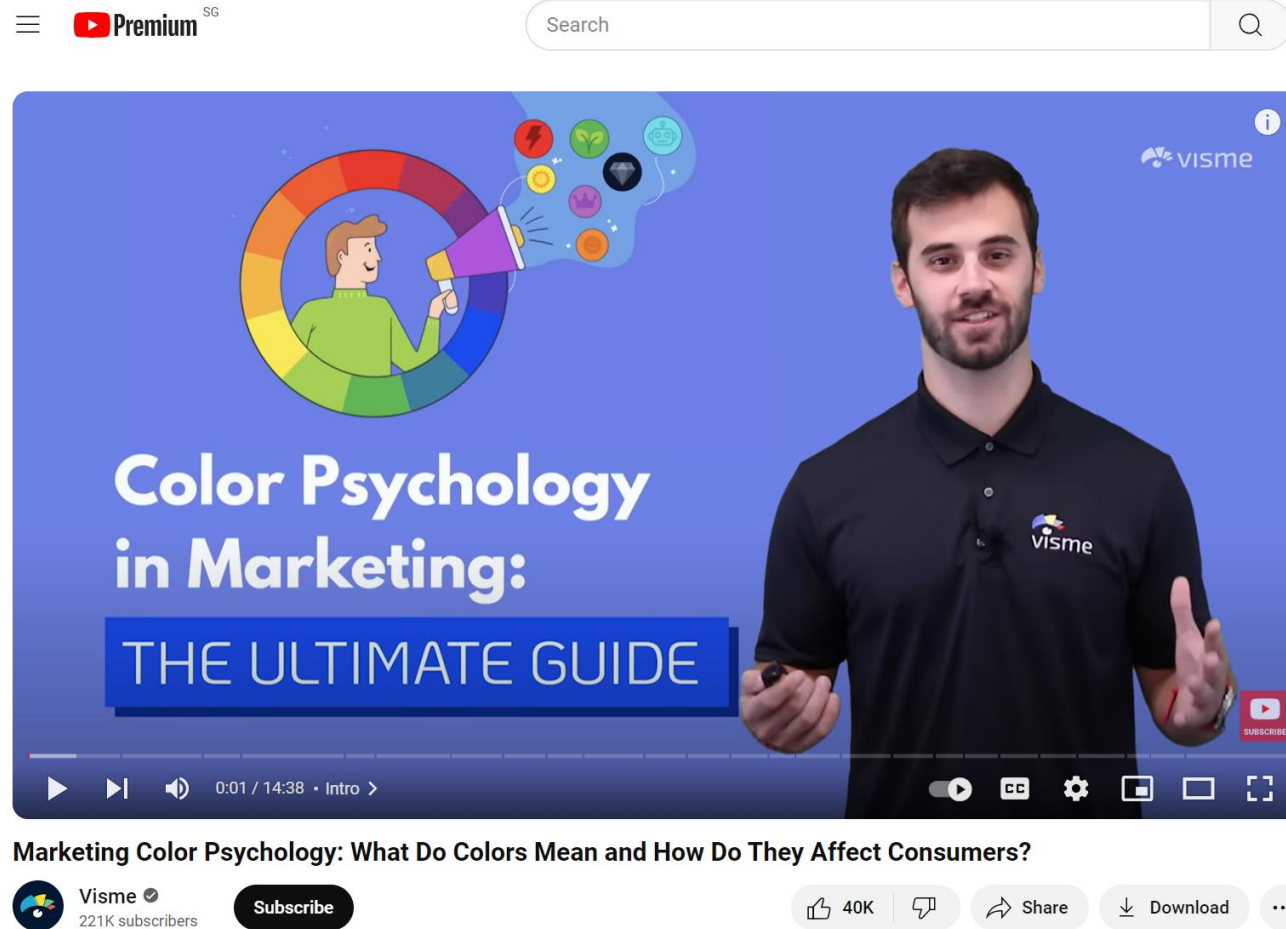 Premium SG
Search
visme
Color Psychology
in Marketing:
THE ULTIMATE GUIDE
visme
SUBSCRIBE
0:01 / 14:38 • Intro
CC
Marketing Color Psychology: What Do Colors Mean and How Do They Affect Consumers?
Visme
221K subscribers
Subscribe
40K
Share
Download